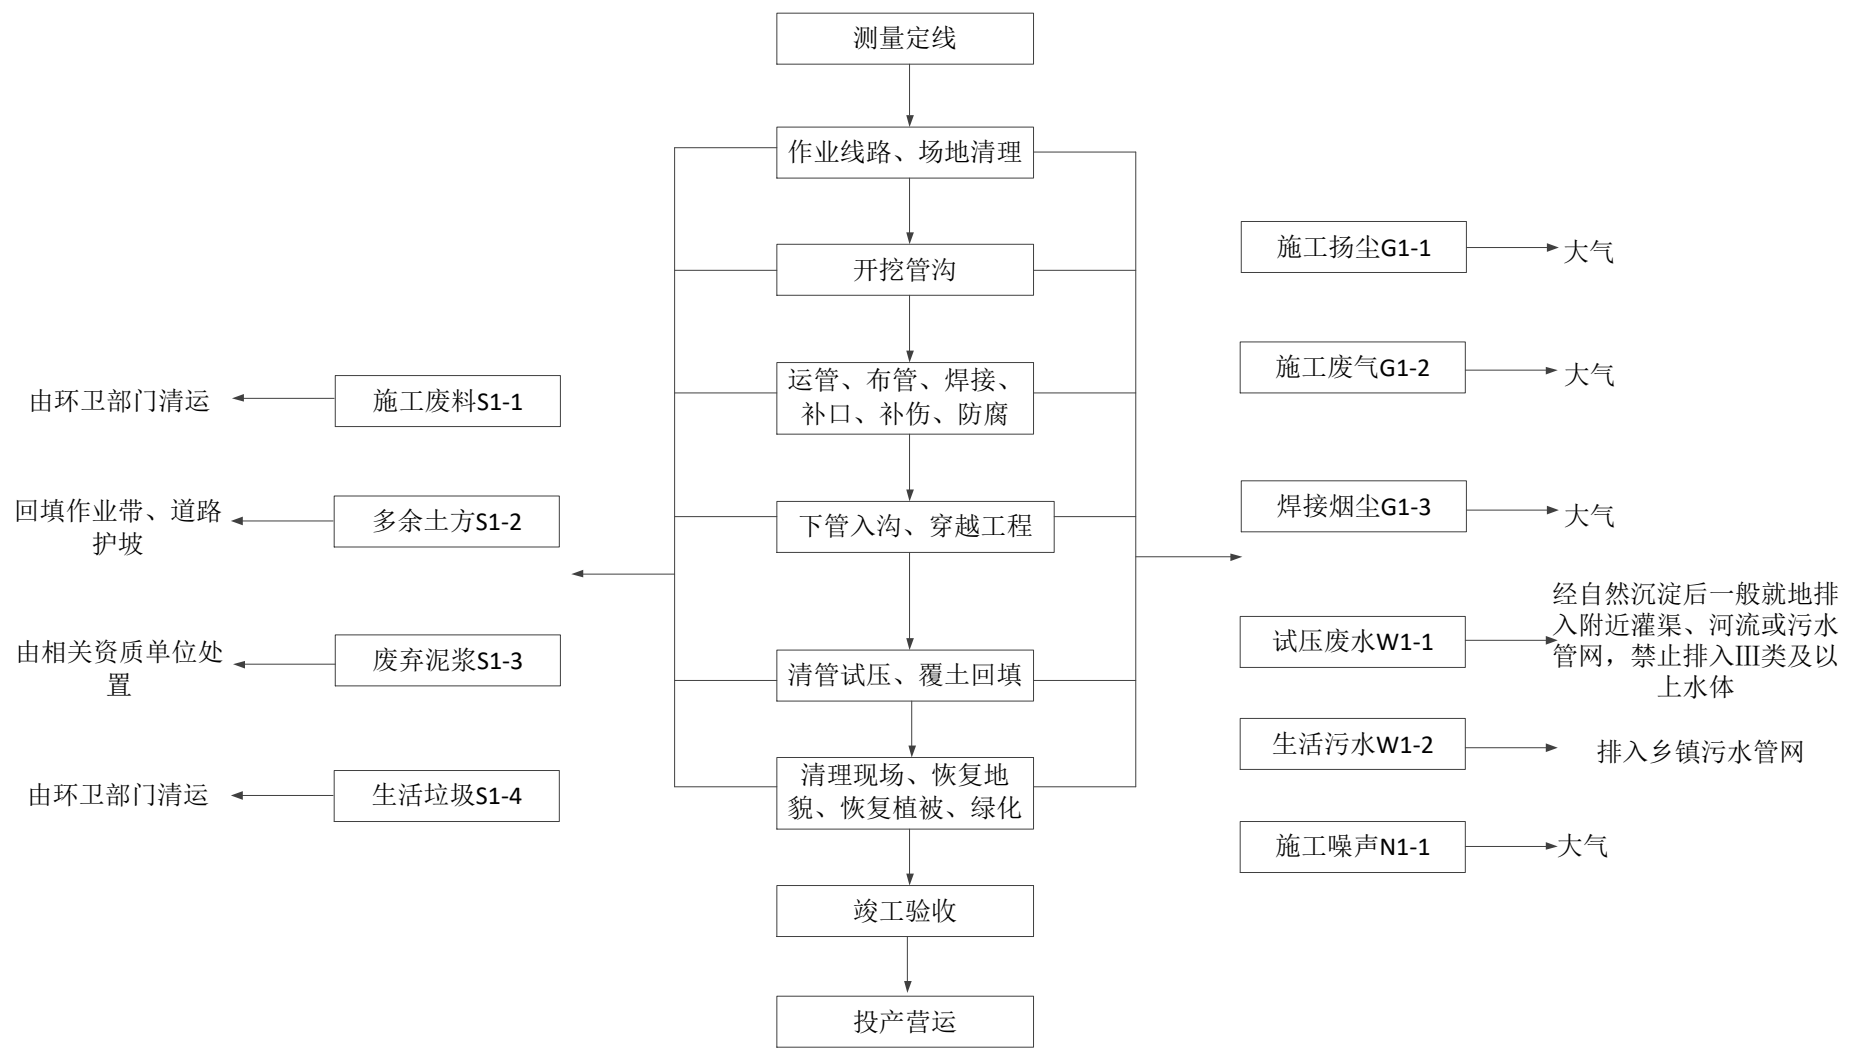 测量定线
作业线路、场地清理
开挖管沟
运管、布管、焊接、
补口、补伤、防腐
下管入沟、穿越工程
清管试压、覆土回填
清理现场、恢复地
貌、恢复植被、绿化
竣工验收
投产营运
由环卫部门清运
施工废料S1-1
回填作业带、道路
护坡
多余土方S1-2
由相关资质单位处
置
废弃泥浆S1-3
由环卫部门清运
生活垃圾S1-4
施工扬尘G1-1
大气
施工废气G1-2
大气
焊接烟尘G1-3
大气
试压废水W1-1
经自然沉淀后一般就地排
入附近灌渠、河流或污水
管网，禁止排入III类及以
上水体
生活污水W1-2
排入乡镇污水管网
施工噪声N1-1
大气